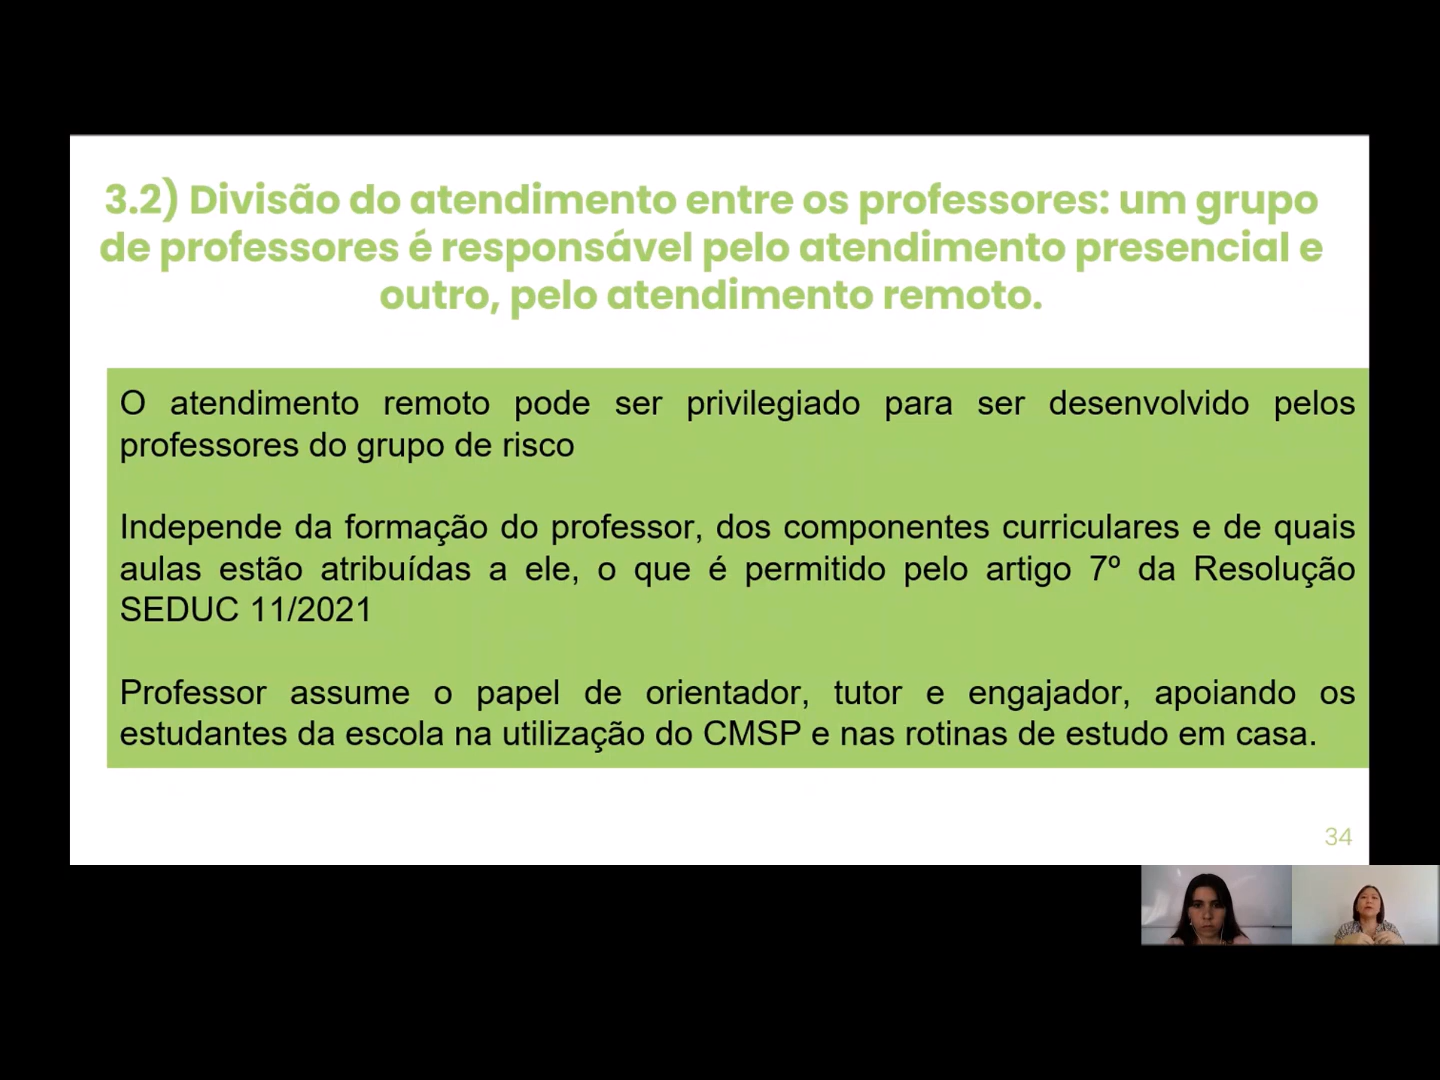 3.2) Divisão do atendimento entre os professores: um grupo
de professores é responsável pelo atendimento presencial e
outro, pelo atendimento remoto.
O atendimento remoto pode ser privilegiado para ser desenvolvido pelos
professores do grupo de risco
Independe da formação do professor, dos componentes curriculares e de quais
aulas estão atribuídas a ele, o que é permitido pelo artigo 7º da Resolução
SEDUC 11/2021
Professor assume o papel de orientador, tutor e engajador, apoiando os
estudantes da escola na utilização do CMSP e nas rotinas de estudo em casa.
34